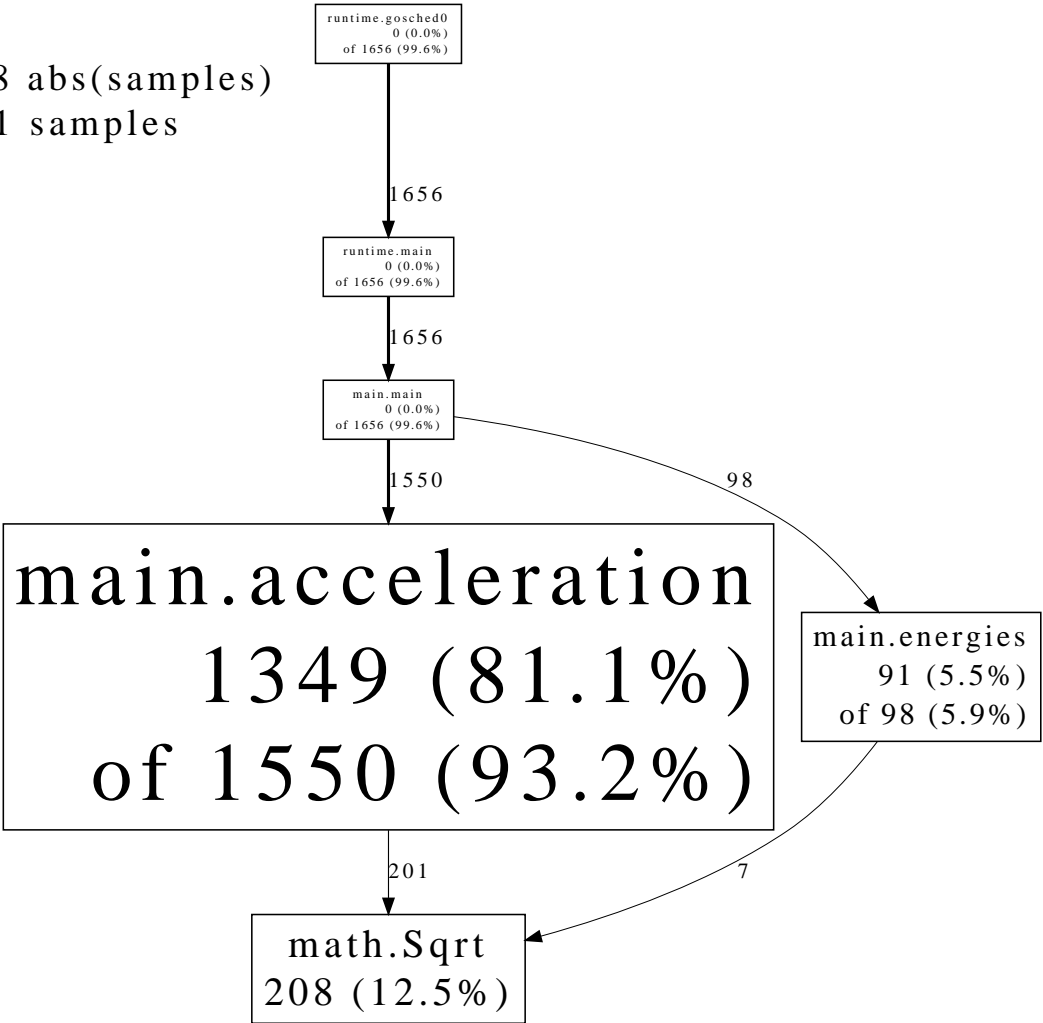 runtime.gosched0
0 (0.0%)
of 1656 (99.6%)
8 abs(samples)
1 samples
1656
runtime.main
0 (0.0%)
of 1656 (99.6%)
1656
main.main
0 (0.0%)
of 1656 (99.6%)
1550
98
main.acceleration
1349 (81.1%)
of 1550 (93.2%)
main.energies
91 (5.5%)
of 98 (5.9%)
201
7
math.Sqrt
208 (12.5%)